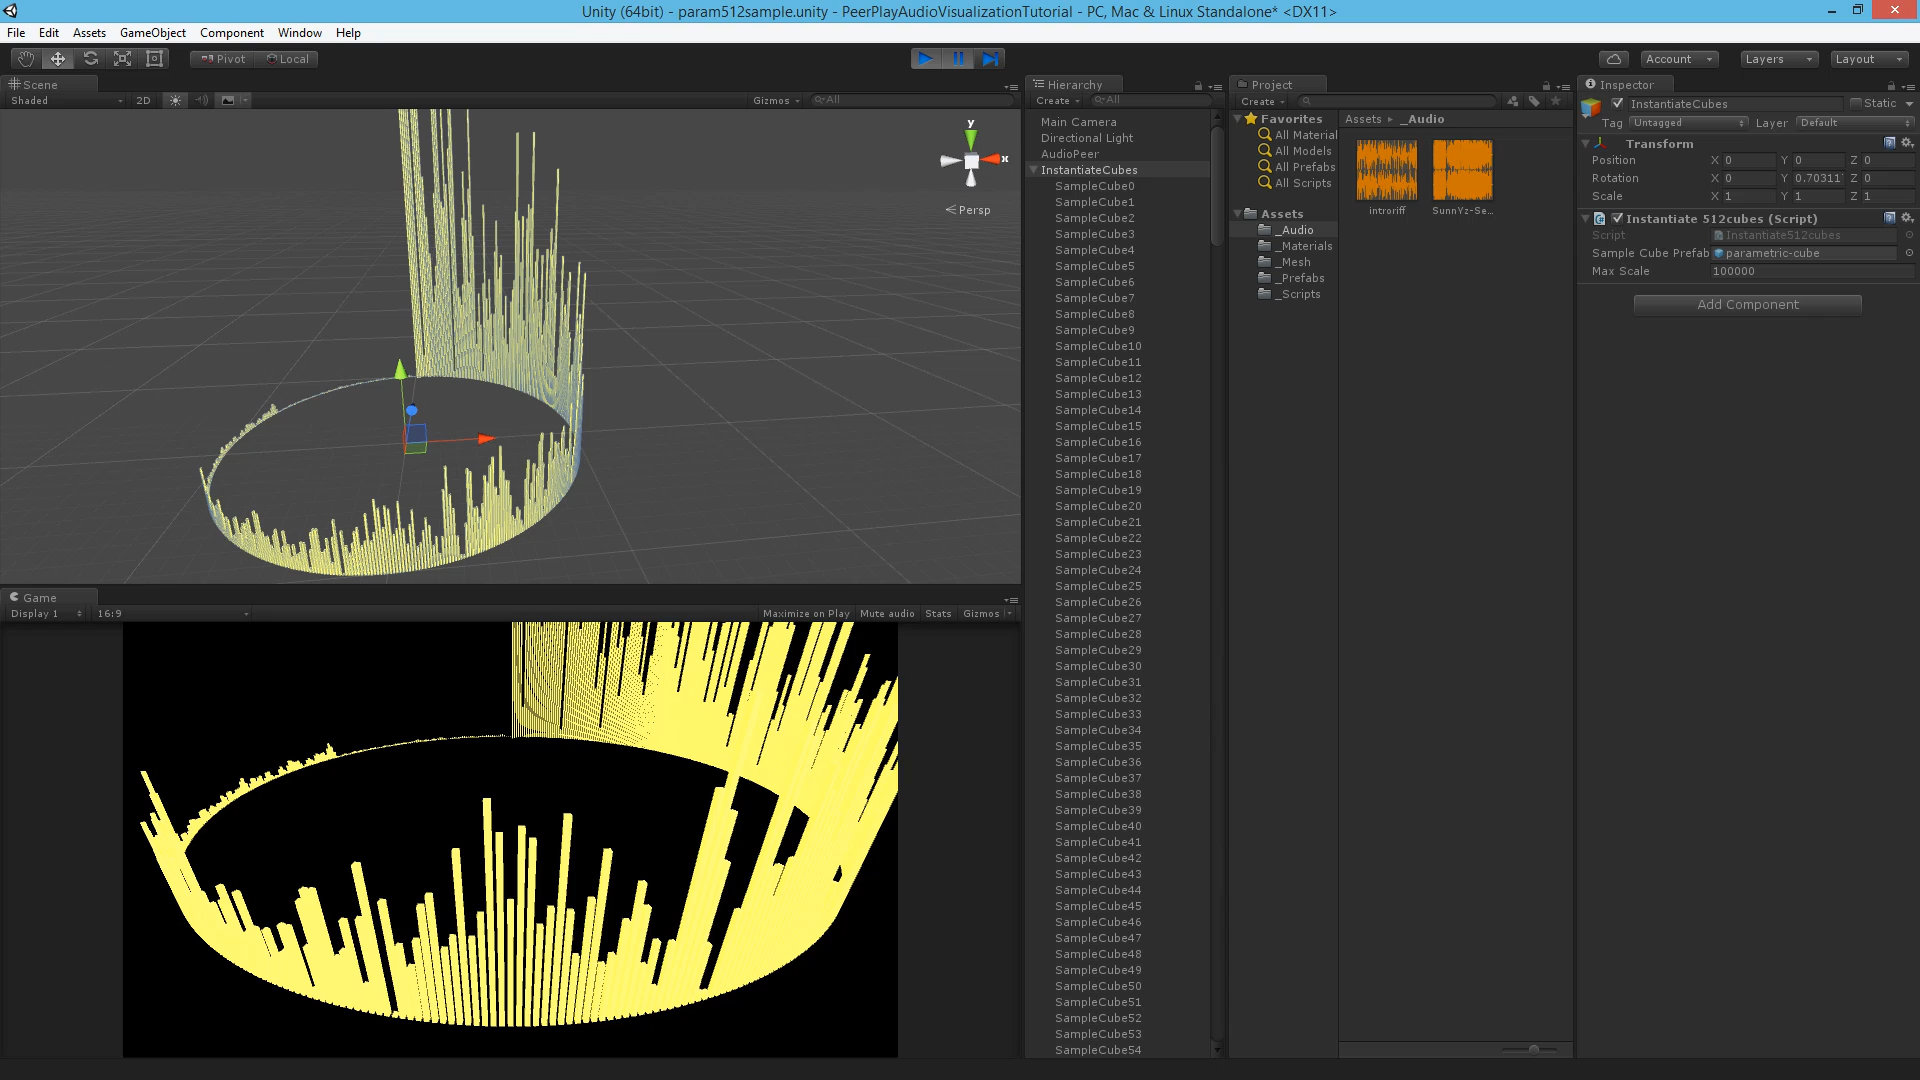 Unity (64bit) - param512sample.unity - PeerPlayAudioVisualizationTutorial - PC, Mac & Linux Standalone* <DX11>
File Edit Assets GameObject Component Window Help
Pivot Local Account Layers Layout
Scene
Shaded 2D Gizmos All
y
x
Persp
Game
Display 1 16:9 Maximize on Play Mute audio Stats Gizmos
Hierarchy
Create All
Main Camera
Directional Light
AudioPeer
InstantiateCubes
SampleCube0
SampleCube1
SampleCube2
SampleCube3
SampleCube4
SampleCube5
SampleCube6
SampleCube7
SampleCube8
SampleCube9
SampleCube10
SampleCube11
SampleCube12
SampleCube13
SampleCube14
SampleCube15
SampleCube16
SampleCube17
SampleCube18
SampleCube19
SampleCube20
SampleCube21
SampleCube22
SampleCube23
SampleCube24
SampleCube25
SampleCube26
SampleCube27
SampleCube28
SampleCube29
SampleCube30
SampleCube31
SampleCube32
SampleCube33
SampleCube34
SampleCube35
SampleCube36
SampleCube37
SampleCube38
SampleCube39
SampleCube40
SampleCube41
SampleCube42
SampleCube43
SampleCube44
SampleCube45
SampleCube46
SampleCube47
SampleCube48
SampleCube49
SampleCube50
SampleCube51
SampleCube52
SampleCube53
SampleCube54
Project
Create
Favorites
All Material
All Models
All Prefabs
All Scripts
Assets
_Audio
_Materials
_Mesh
_Prefabs
_Scripts
Assets ▸ _Audio
introriff SunnYz-Se...
Inspector
InstantiateCubes Static
Tag Untagged Layer Default
Transform
Position X 0 Y 0 Z 0
Rotation X 0 Y 0.70311 Z 0
Scale X 1 Y 1 Z 1
Instantiate 512cubes (Script)
Script Instantiate512cubes
Sample Cube Prefab parametric-cube
Max Scale 100000
Add Component